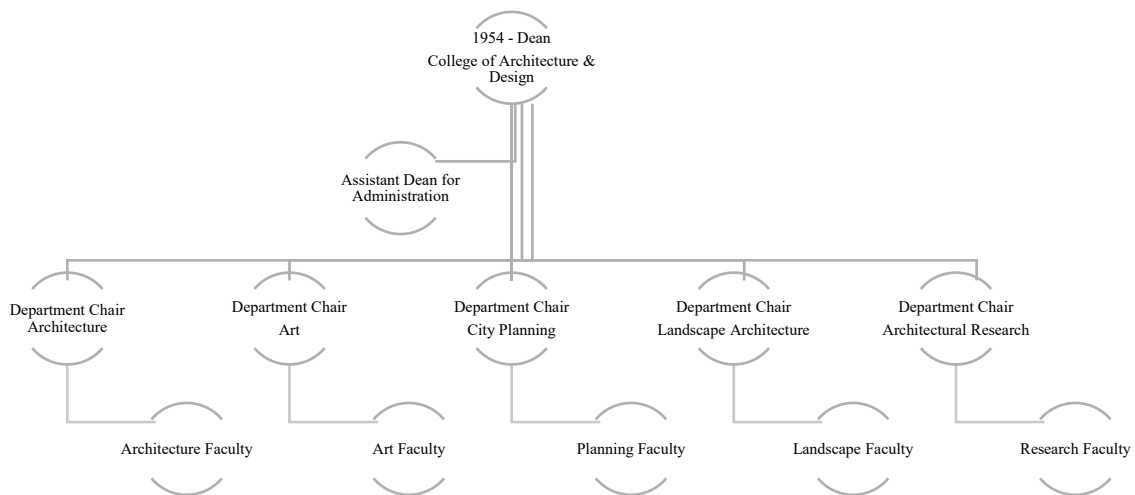 1954 - Dean
College of Architecture &
Design
Assistant Dean for
Administration
Department Chair
Architecture
Department Chair
Art
Department Chair
City Planning
Department Chair
Landscape Architecture
Department Chair
Architectural Research
Architecture Faculty
Art Faculty
Planning Faculty
Landscape Faculty
Research Faculty